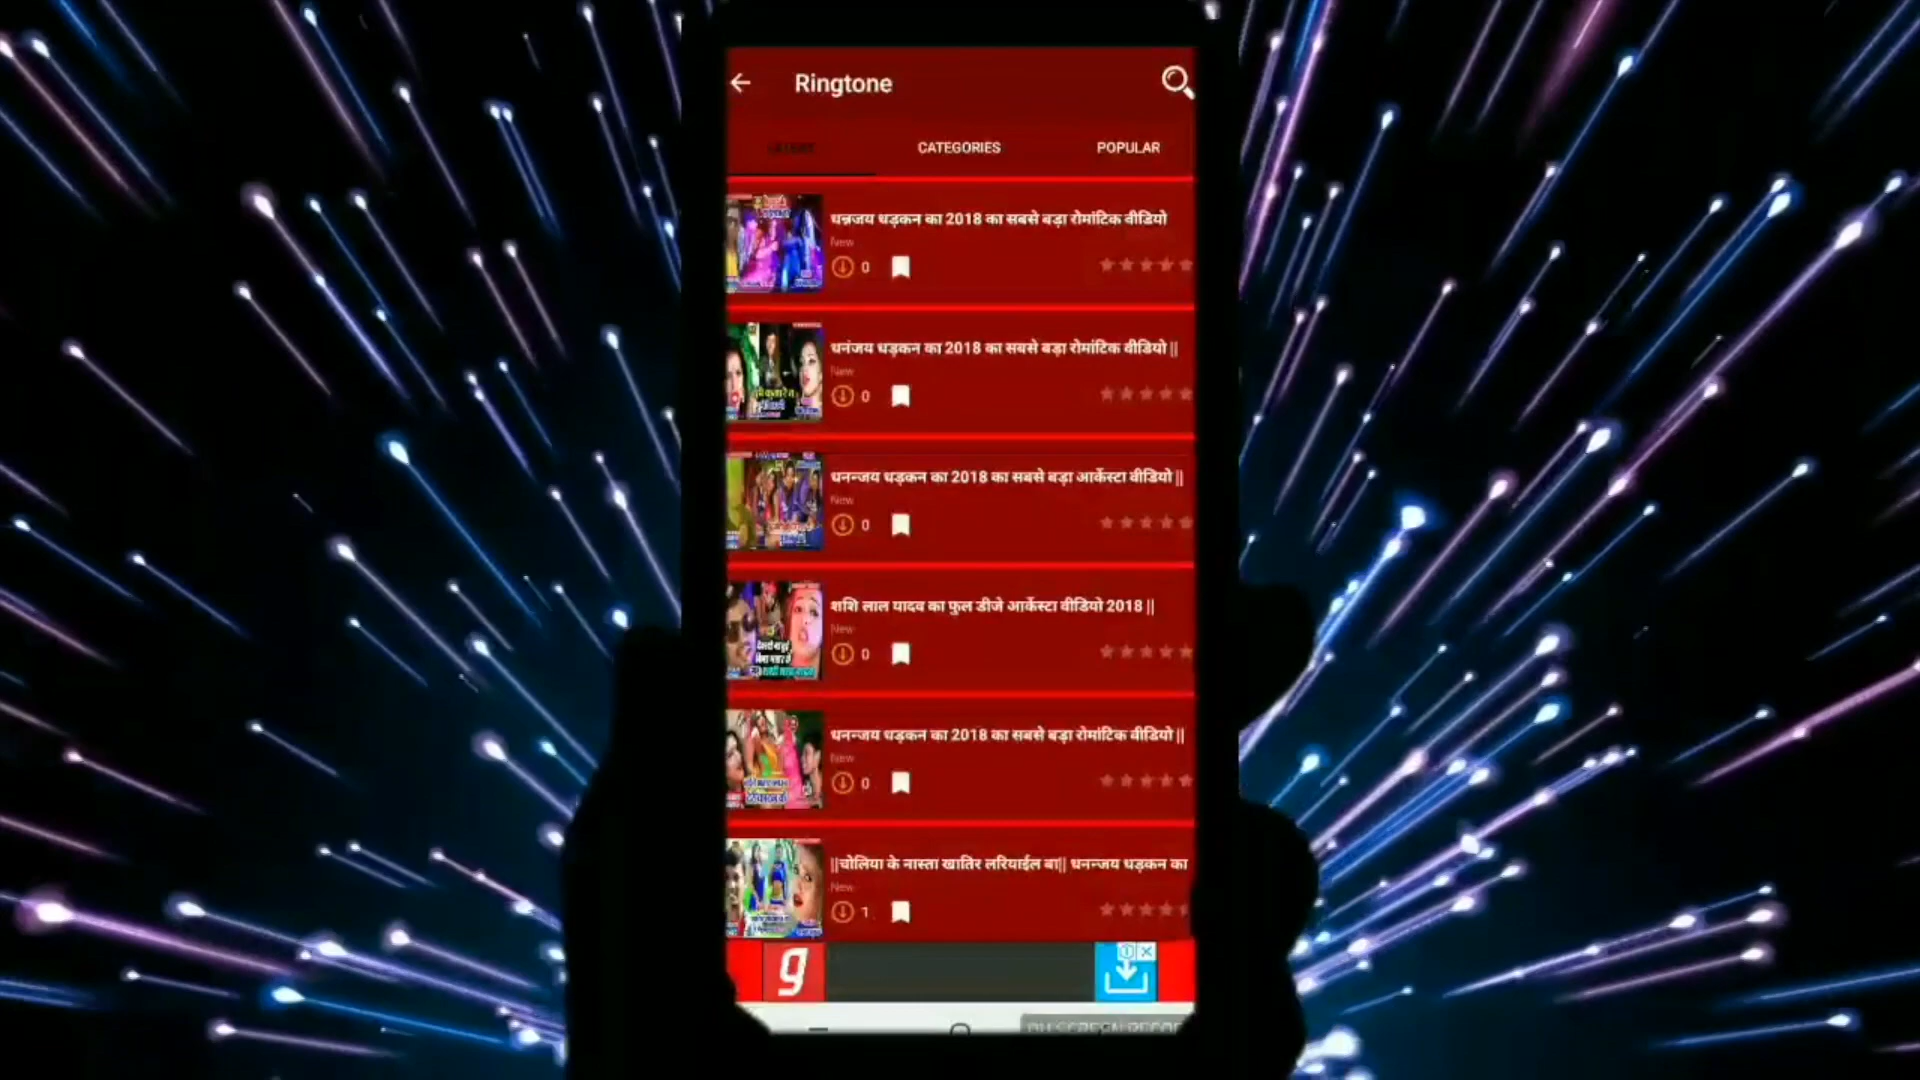 Ringtone
LATEST
CATEGORIES
POPULAR
धन्नजय धड़कन का 2018 का सबसे बड़ा रोमांटिक वीडियो
New
0
धनंजय धड़कन का 2018 का सबसे बड़ा रोमांटिक वीडियो ||
New
0
धनन्जय धड़कन का 2018 का सबसे बड़ा आर्केस्टा वीडियो ||
New
0
शशि लाल यादव का फुल डीजे आर्केस्टा वीडियो 2018 ||
New
0
धनन्जय धड़कन का 2018 का सबसे बड़ा रोमांटिक वीडियो ||
New
0
||चोलिया के नास्ता खातिर लरियाईल बा|| धनन्जय धड़कन का
New
1
g